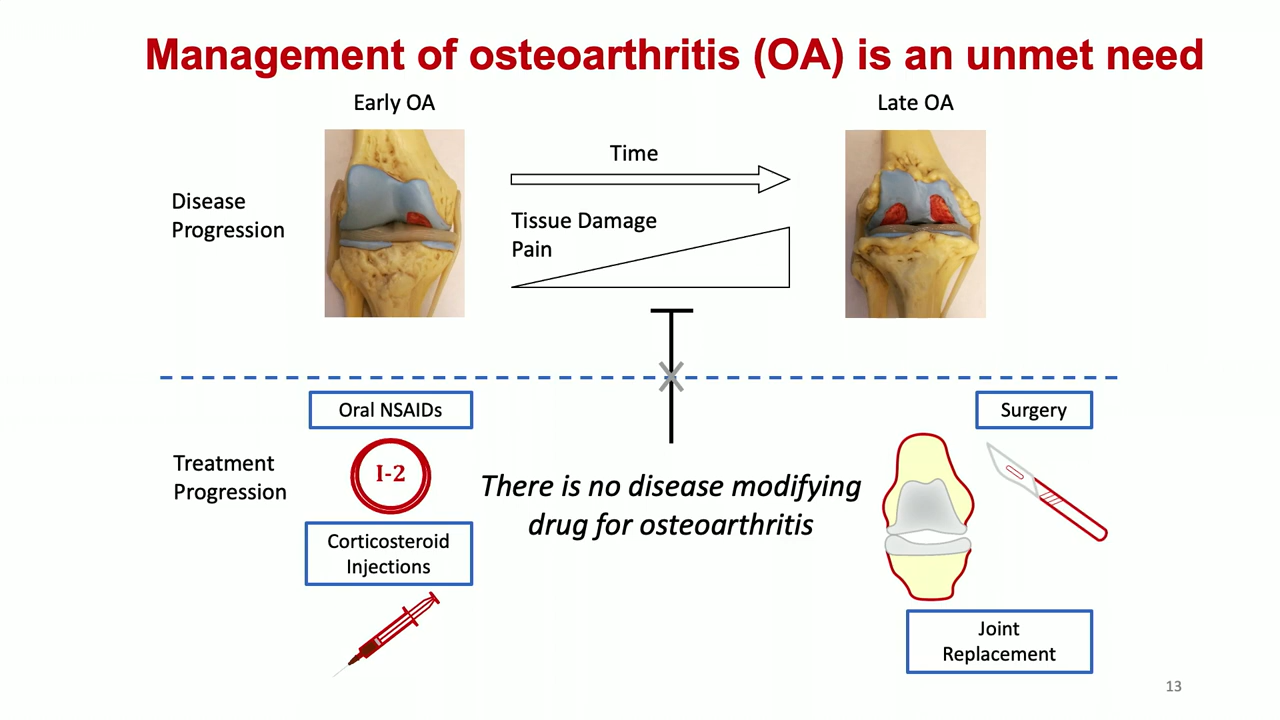 Management of osteoarthritis (OA) is an unmet need
Early OA
Late OA
Time
Disease
Progression
Tissue Damage
Pain
Oral NSAIDs
Surgery
I-2
Treatment
Progression
There is no disease modifying
drug for osteoarthritis
Corticosteroid
Injections
Joint
Replacement
13